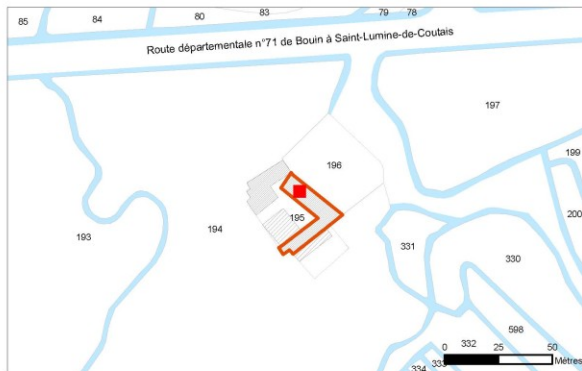 85 84 80 83 79 78
Route départementale n°71 de Bouin à Saint-Lumine-de-Coutais
197
199
196
200
195
193 194
331 330
598
332
0 25 50
333
334
Mètres